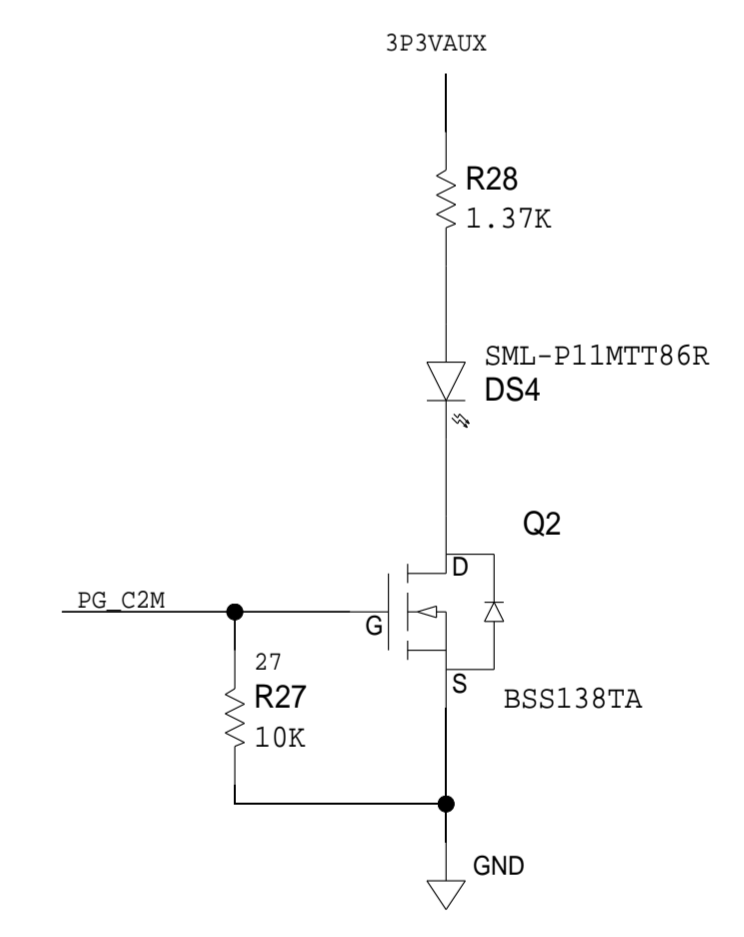 3P3VAUX
R28
1.37K
SML-P11MTT86R
DS4
Q2
D
PG_C2M
G
27
R27
10K
S
BSS138TA
GND